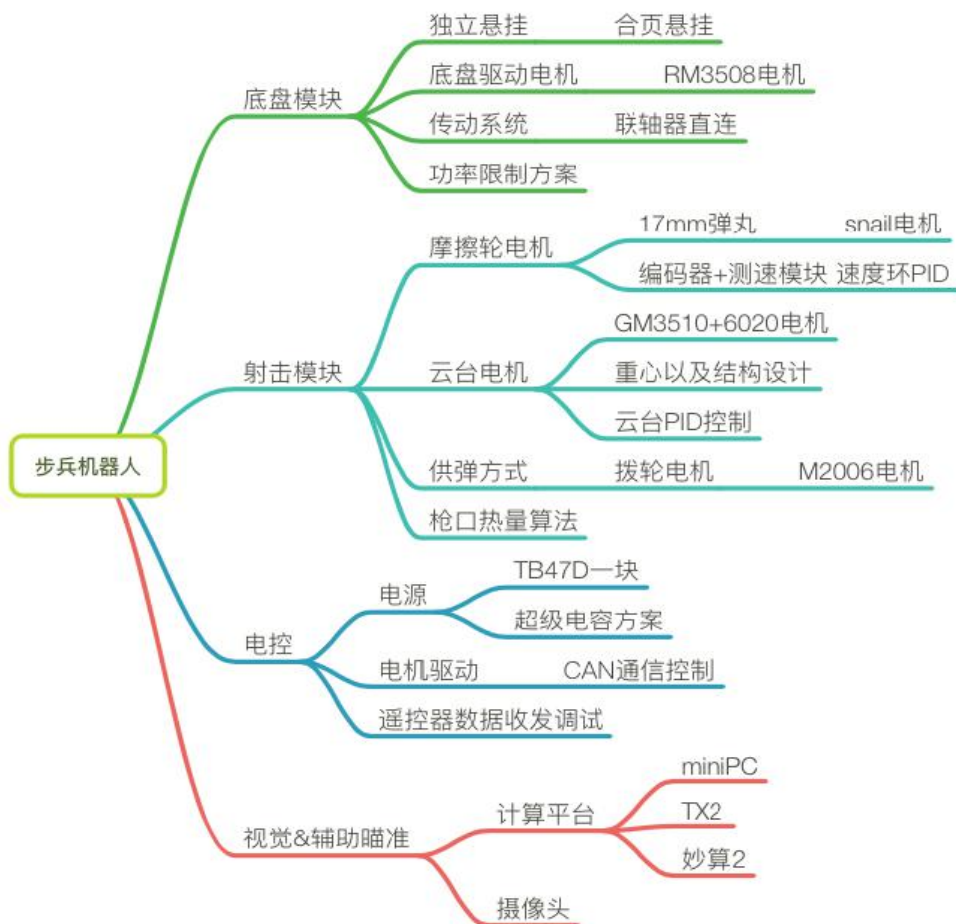 独立悬挂 合页悬挂
底盘驱动电机 RM3508电机
底盘模块
传动系统 联轴器直连
功率限制方案
17mm弹丸 snail电机
摩擦轮电机
编码器+测速模块 速度环PID
GM3510+6020电机
射击模块 云台电机 重心以及结构设计
云台PID控制
步兵机器人
供弹方式 拨轮电机 M2006电机
枪口热量算法
TB47D一块
电源
超级电容方案
电控
电机驱动 CAN通信控制
遥控器数据收发调试
miniPC
计算平台
TX2
视觉&辅助瞄准
妙算2
摄像头